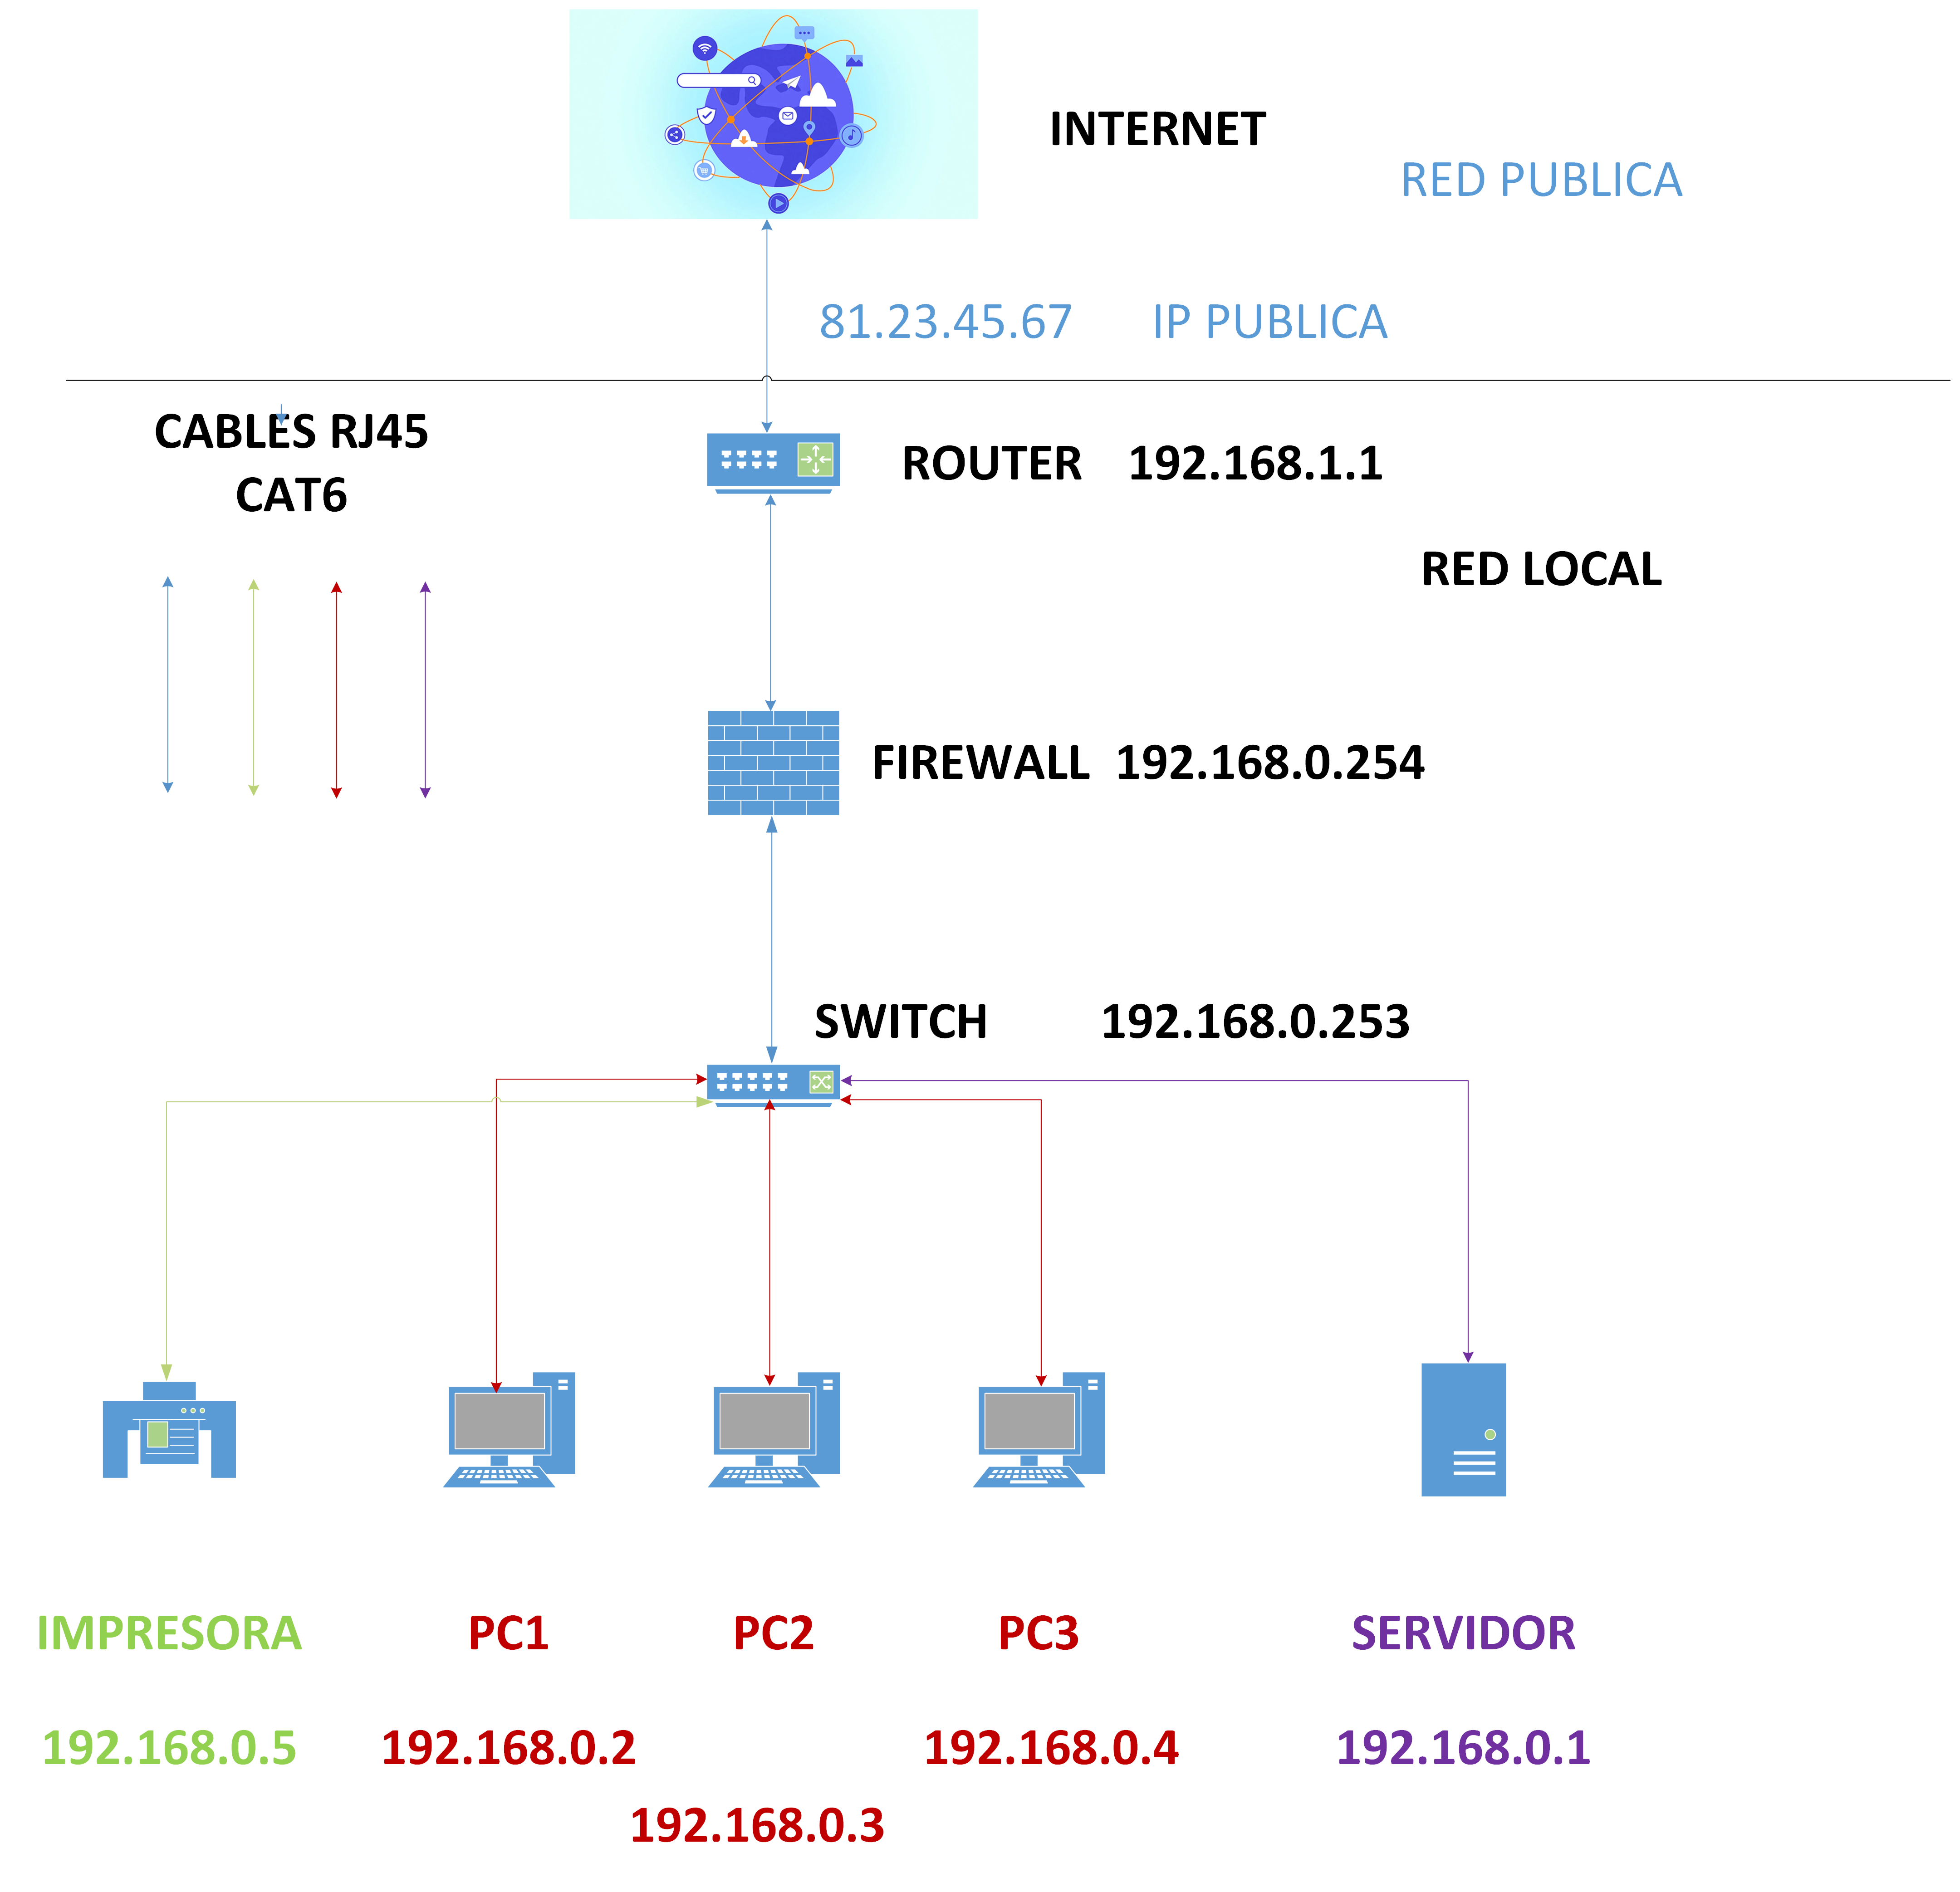 INTERNET
RED PUBLICA
81.23.45.67 IP PUBLICA
CABLES RJ45
CAT6
ROUTER 192.168.1.1
RED LOCAL
FIREWALL 192.168.0.254
SWITCH 192.168.0.253
IMPRESORA PC1 PC2 PC3 SERVIDOR
192.168.0.5 192.168.0.2 192.168.0.4 192.168.0.1
192.168.0.3